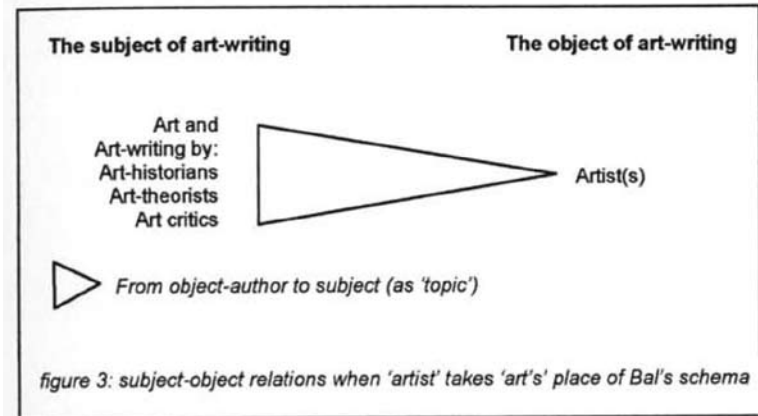 The subject of art-writing
The object of art-writing
Art and
Art-writing by:
Art-historians
Art-theorists
Art critics
Artist(s)
From object-author to subject (as 'topic')
figure 3: subject-object relations when 'artist' takes 'art's' place of Bal's schema